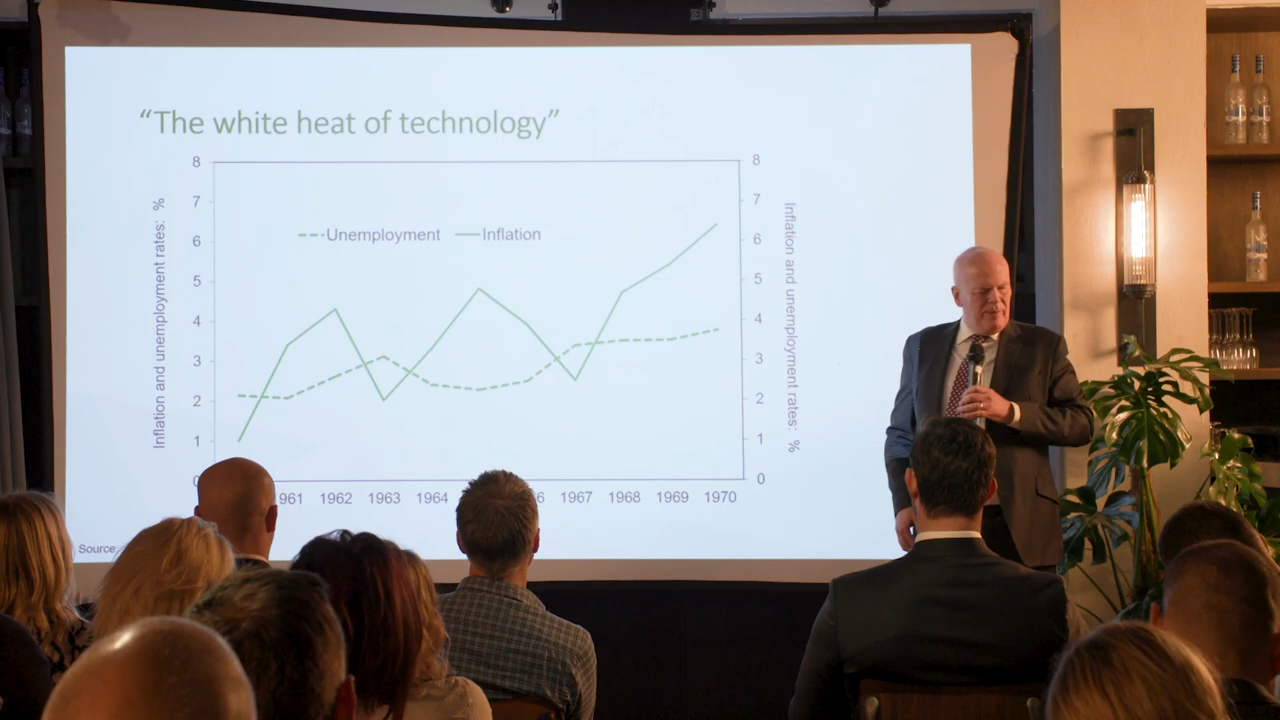 “The white heat of technology”
8
7
6
5
4
3
2
1
Inflation and unemployment rates: %
Unemployment Inflation
8
7
6
5
4
3
2
1
0
Inflation and unemployment rates: %
1962 1963 1964 1967 1968 1969 1970
Source: